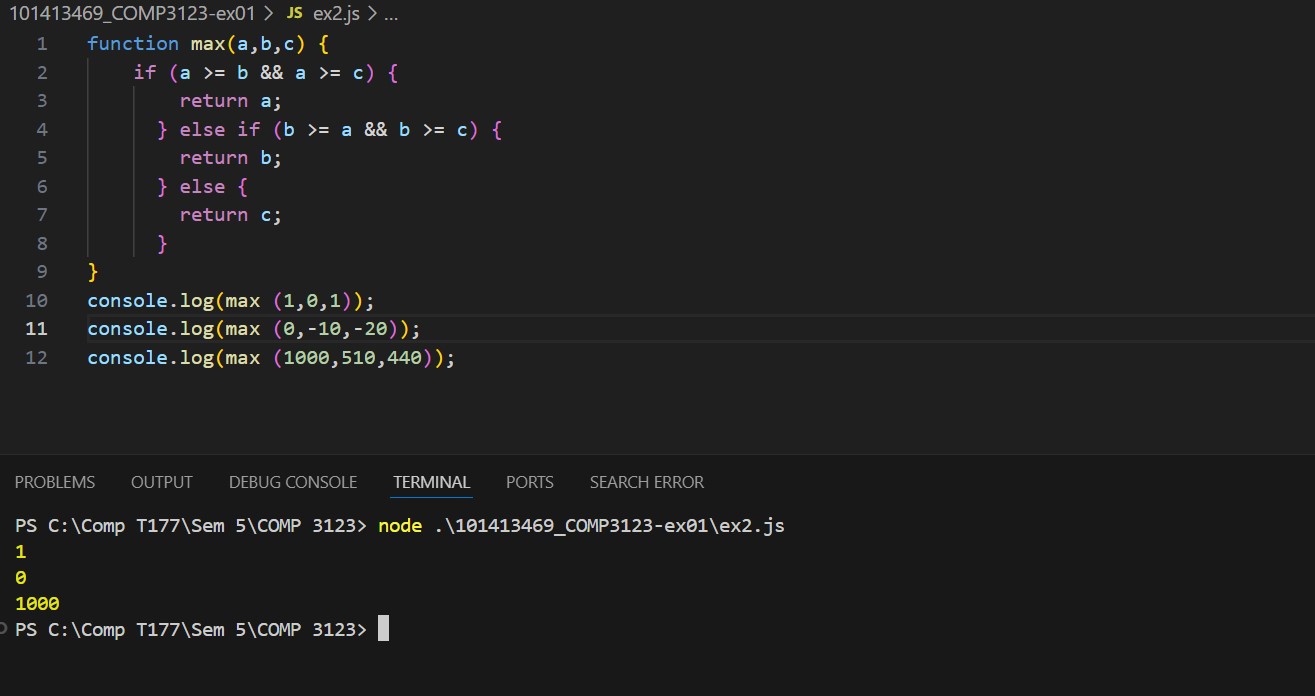 101413469_COMP3123-ex01 > JS ex2.js > ...
1 function max(a,b,c) {
2     if (a >= b && a >= c) {
3         return a;
4       } else if (b >= a && b >= c) {
5         return b;
6       } else {
7         return c;
8       }
9 }
10 console.log(max (1,0,1));
11 console.log(max (0,-10,-20));
12 console.log(max (1000,510,440));
PROBLEMS OUTPUT DEBUG CONSOLE TERMINAL PORTS SEARCH ERROR
PS C:\Comp T177\Sem 5\COMP 3123> node .\101413469_COMP3123-ex01\ex2.js
1
0
1000
PS C:\Comp T177\Sem 5\COMP 3123>